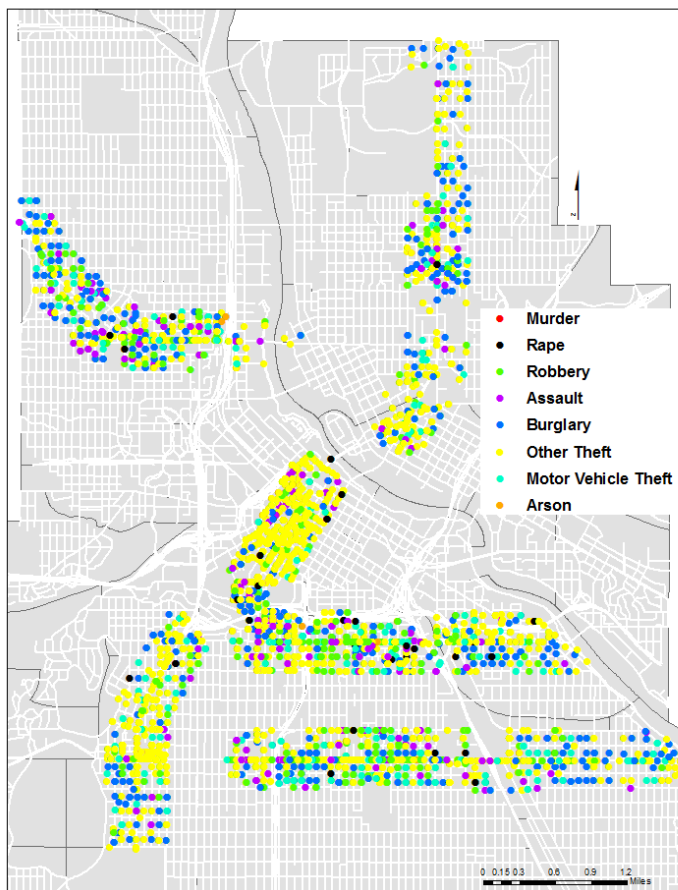 z
Murder
Rape
Robbery
Assault
Burglary
Other Theft
Motor Vehicle Theft
Arson
0 0.15 0.3 0.6 0.9 1.2
Miles